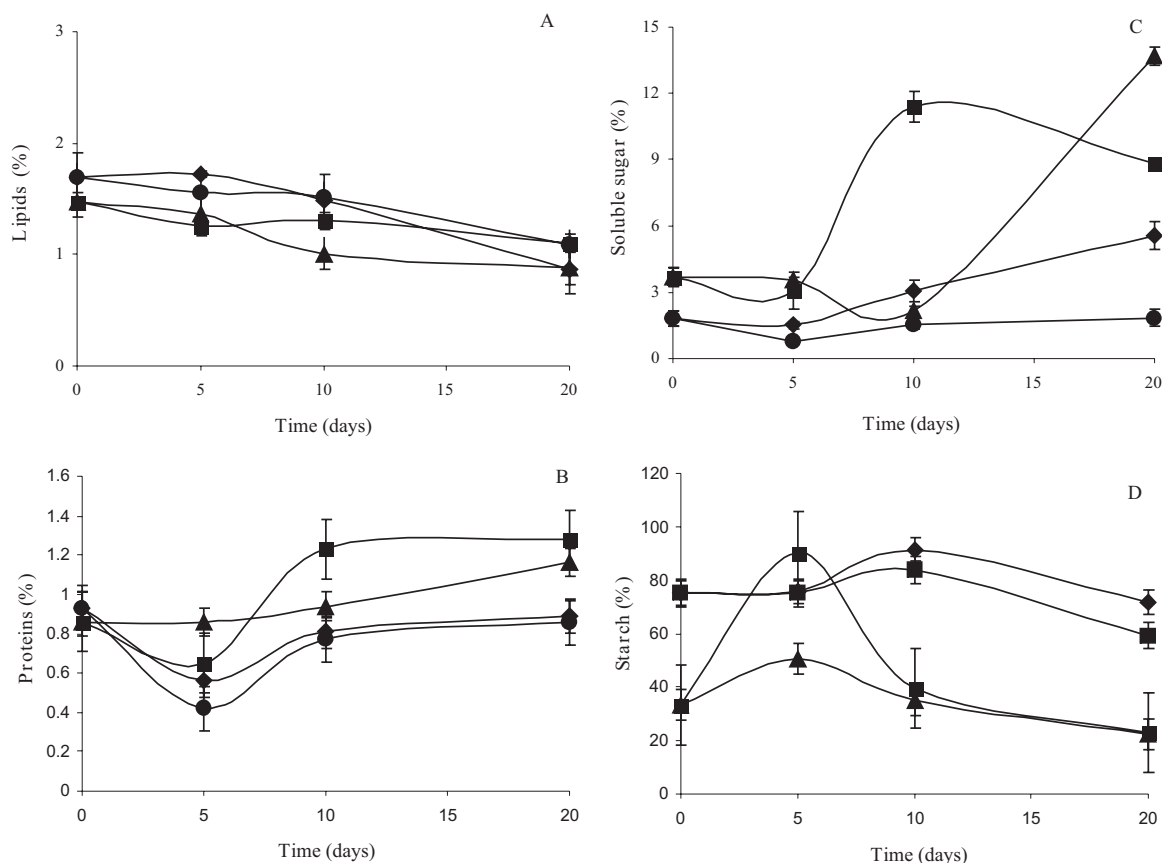 A
3
2
1
0
Lipids (%)
0 5 10 15 20
Time (days)
C
15
12
9
6
3
0
Soluble sugar (%)
0 5 10 15 20
Time (days)
B
1.6
1.4
1.2
1
0.8
0.6
0.4
0.2
0
Proteins (%)
0 5 10 15 20
Time (days)
D
120
100
80
60
40
20
0
Starch (%)
0 5 10 15 20
Time (days)